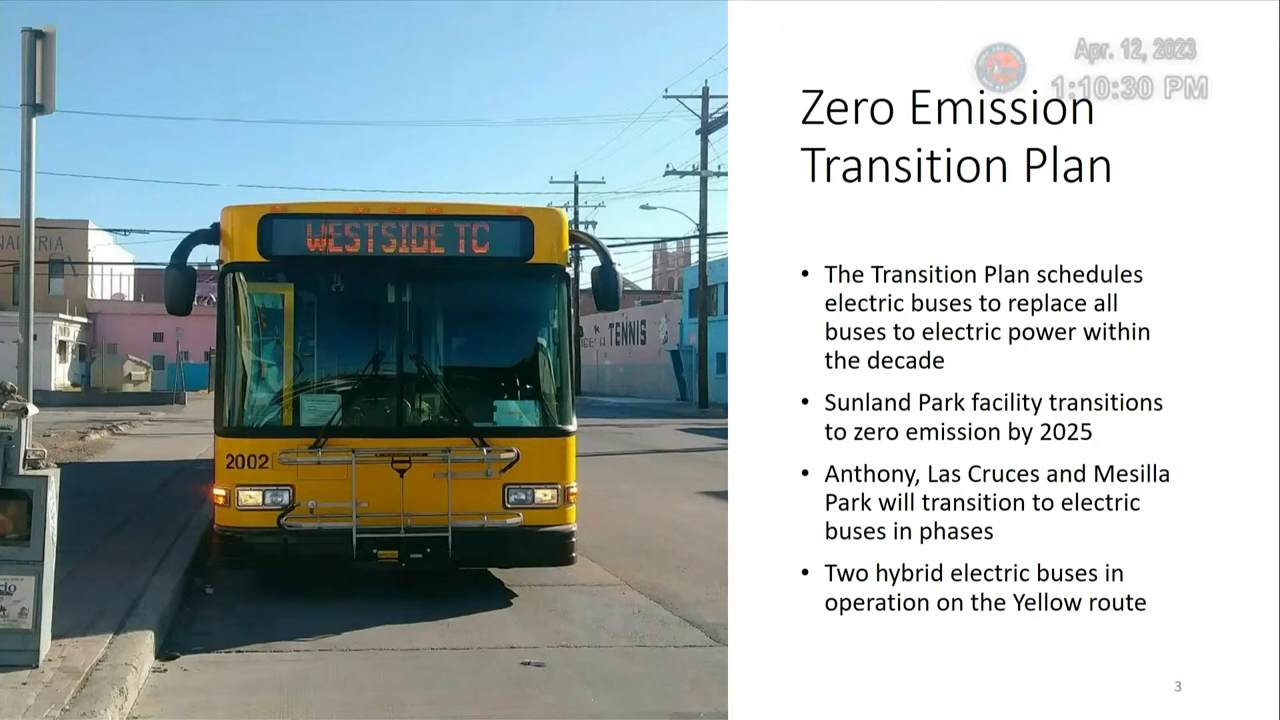 WESTSIDE TC
TENNIS
2002
Apr. 12, 2023
1:10:30 PM
Zero Emission
Transition Plan
• The Transition Plan schedules
electric buses to replace all
buses to electric power within
the decade
• Sunland Park facility transitions
to zero emission by 2025
• Anthony, Las Cruces and Mesilla
Park will transition to electric
buses in phases
• Two hybrid electric buses in
operation on the Yellow route
3